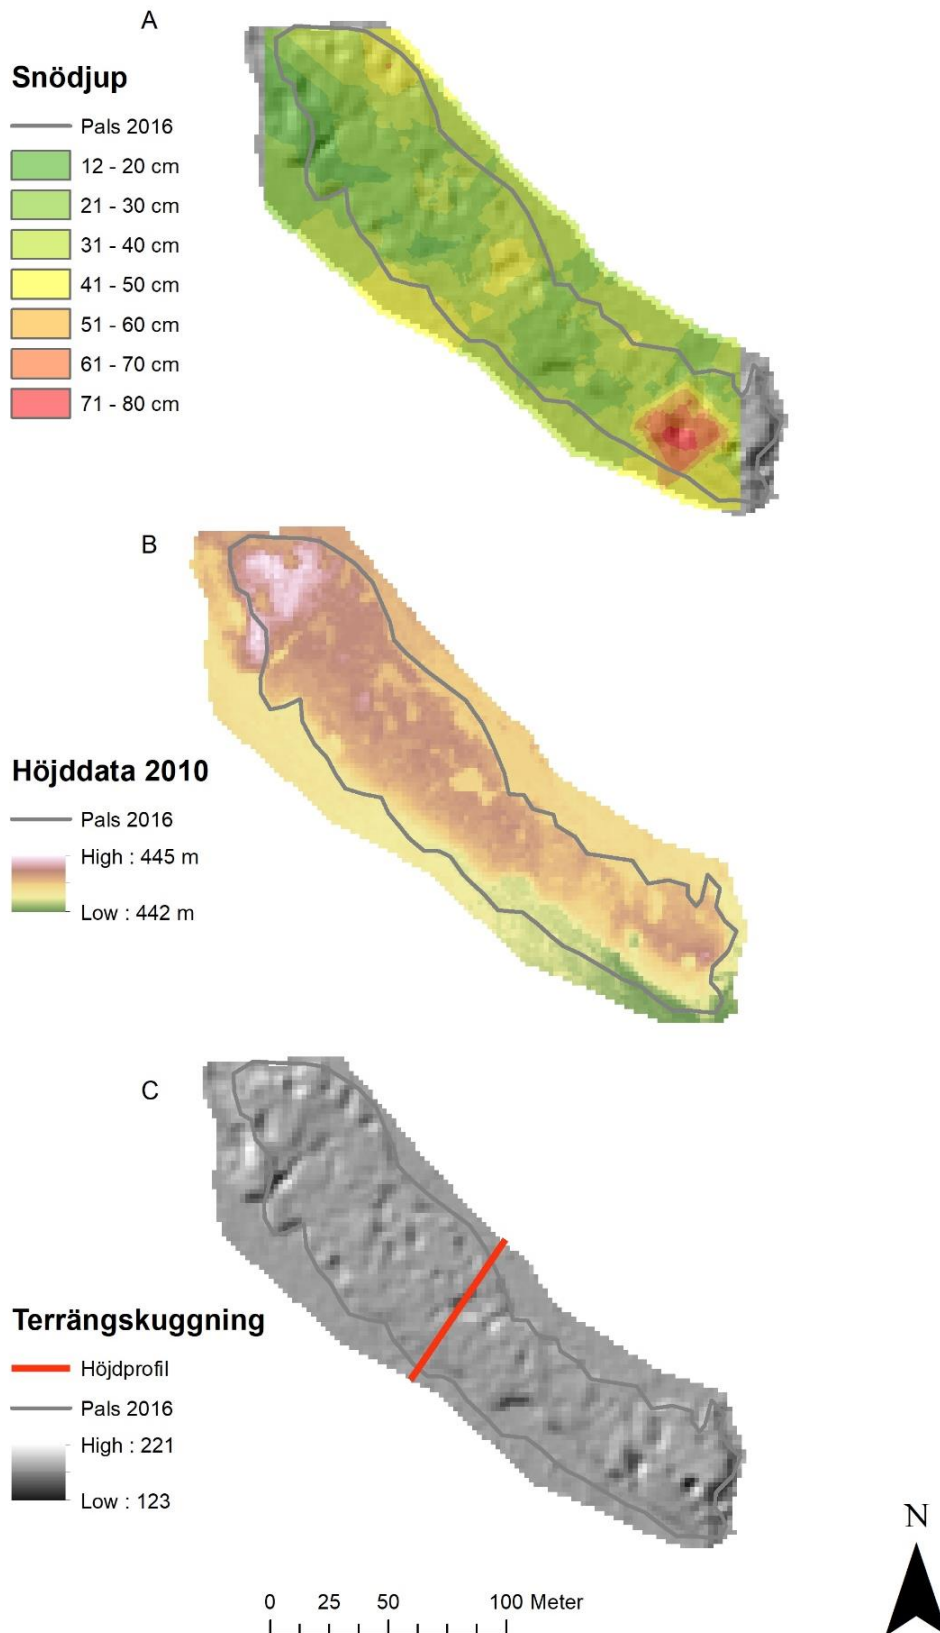 A
Snödjup
Pals 2016
12 - 20 cm
21 - 30 cm
31 - 40 cm
41 - 50 cm
51 - 60 cm
61 - 70 cm
71 - 80 cm
B
Höjddata 2010
Pals 2016
High : 445 m
Low : 442 m
C
Terrängskuggning
Höjdprofil
Pals 2016
High : 221
Low : 123
N
0 25 50 100 Meter